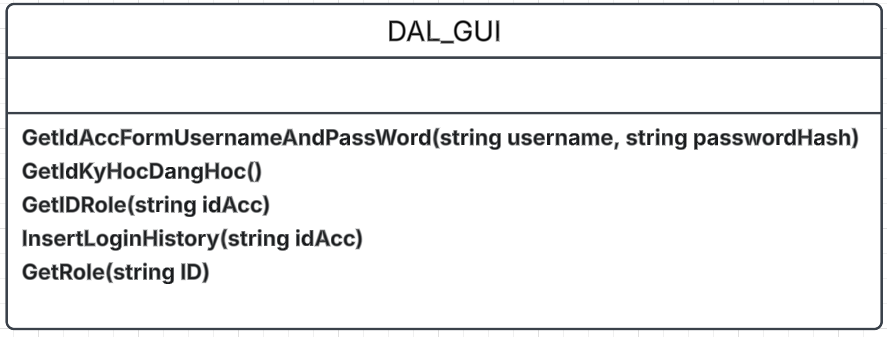 DAL_GUI
GetIdAccFormUsernameAndPassWord(string username, string passwordHash)
GetIdKyHocDangHoc()
GetIDRole(string idAcc)
InsertLoginHistory(string idAcc)
GetRole(string ID)